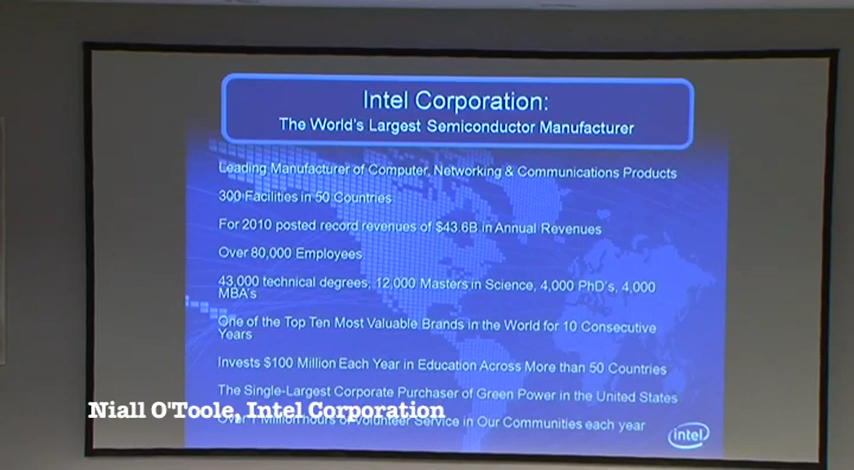 Intel Corporation:
The World's Largest Semiconductor Manufacturer
Leading Manufacturer of Computer, Networking & Communications Products
300 Facilities in 50 Countries
For 2010 posted record revenues of $43.6B in Annual Revenues
Over 80,000 Employees
43,000 technical degrees, 12,000 Masters in Science, 4,000 PhD's, 4,000
MBA's
One of the Top Ten Most Valuable Brands in the World for 10 Consecutive
Years
Invests $100 Million Each Year in Education Across More than 50 Countries
The Single-Largest Corporate Purchaser of Green Power in the United States
Niall O'Toole, Intel Corporation
Over 1 Million hours of Volunteer Service in Our Communities each year
intel